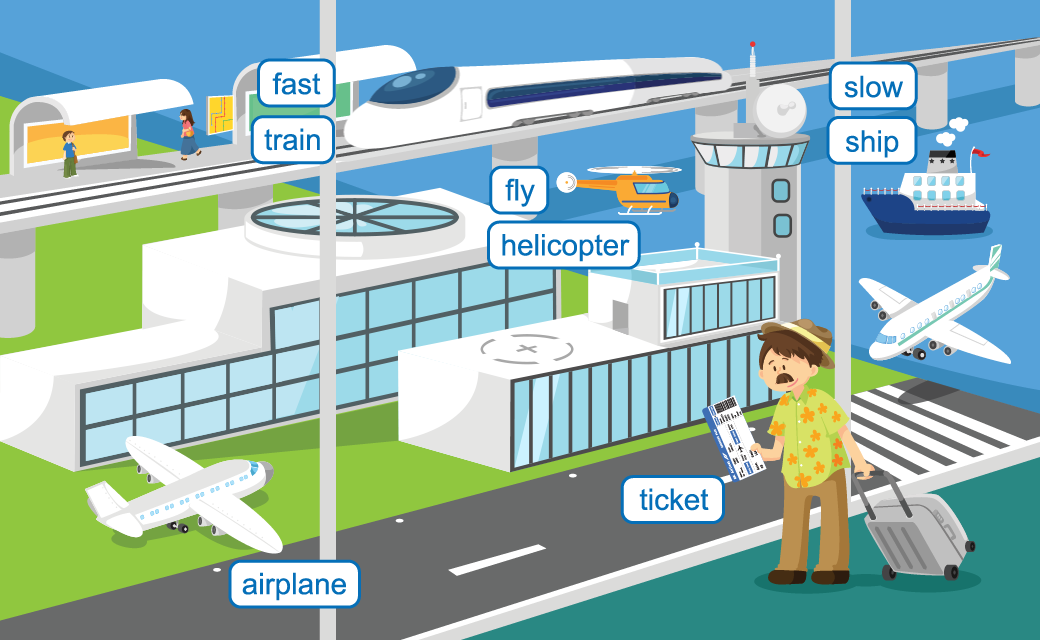 fast
train
fly
helicopter
slow
ship
ticket
airplane